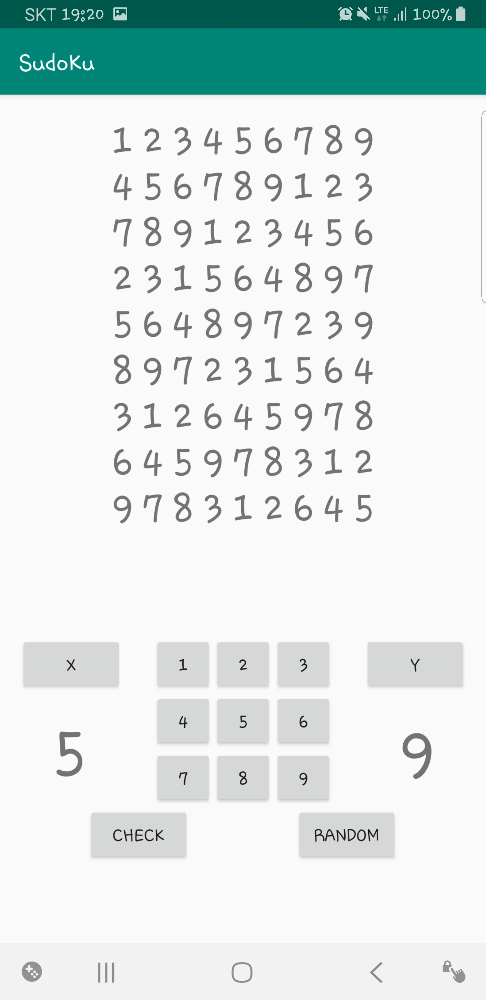 SKT 19:20 LTE 100%
Sudoku
1 2 3 4 5 6 7 8 9
4 5 6 7 8 9 1 2 3
7 8 9 1 2 3 4 5 6
2 3 1 5 6 4 8 9 7
5 6 4 8 9 7 2 3 9
8 9 7 2 3 1 5 6 4
3 1 2 6 4 5 9 7 8
6 4 5 9 7 8 3 1 2
9 7 8 3 1 2 6 4 5
X 1 2 3 Y
4 5 6
5 9
7 8 9
CHECK RANDOM